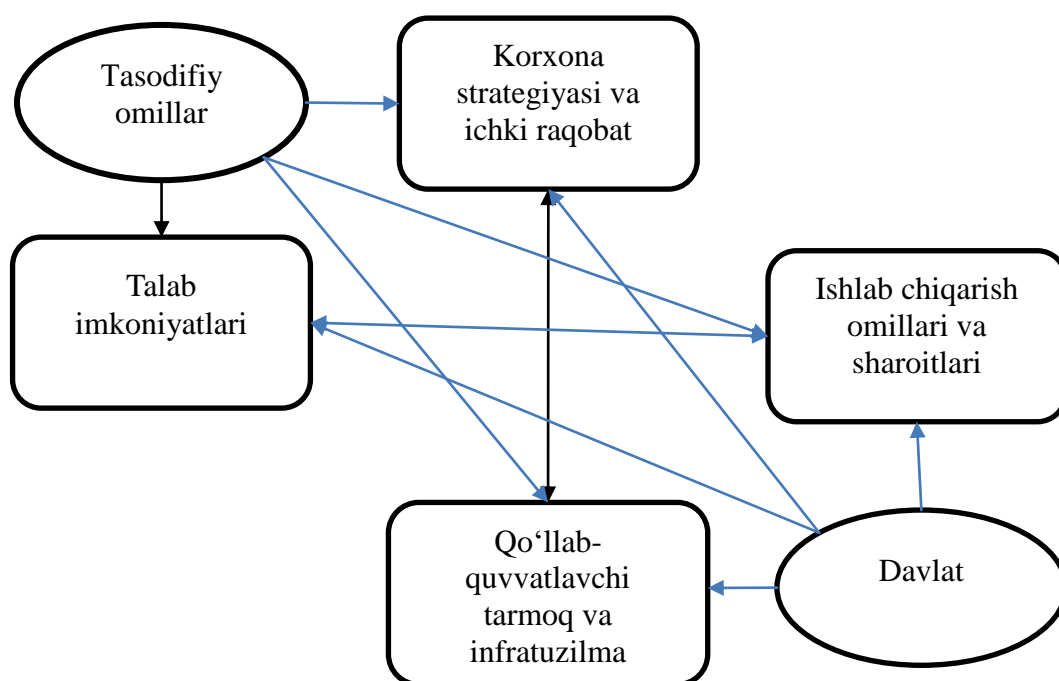 Tasodifiy
omillar
Korxona
strategiyasi va
ichki raqobat
Talab
imkoniyatlari
Ishlab chiqarish
omillari va
sharoitlari
Qo‘llab-
quvvatlavchi
tarmoq va
infratuzilma
Davlat